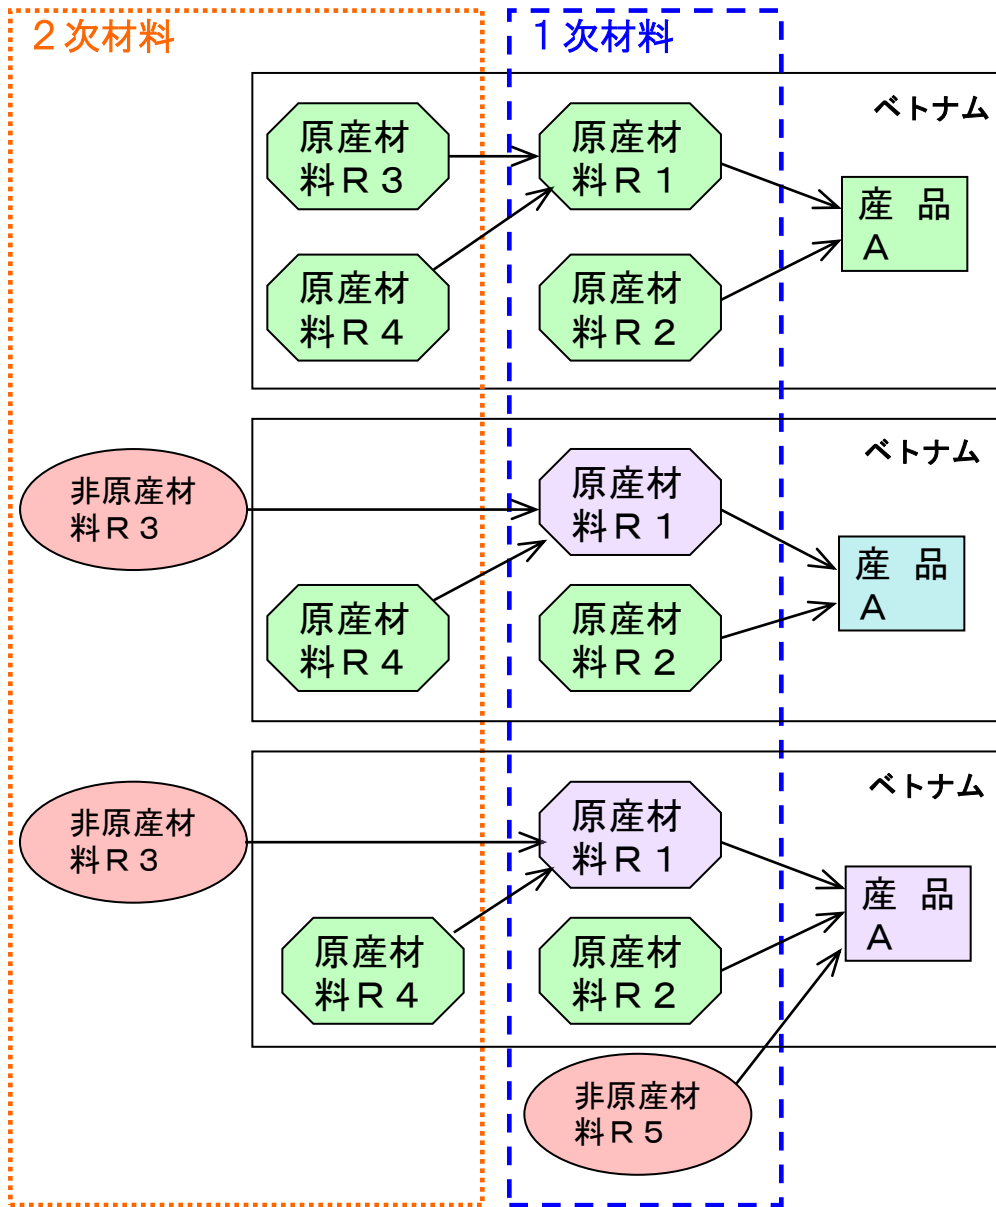 ２次材料
１次材料
ベトナム
原産材
料Ｒ３
原産材
料Ｒ１
産　品
Ａ
原産材
料Ｒ４
原産材
料Ｒ２
ベトナム
非原産材
料Ｒ３
原産材
料Ｒ１
産　品
Ａ
原産材
料Ｒ４
原産材
料Ｒ２
ベトナム
非原産材
料Ｒ３
原産材
料Ｒ１
産　品
Ａ
原産材
料Ｒ４
原産材
料Ｒ２
非原産材
料Ｒ５